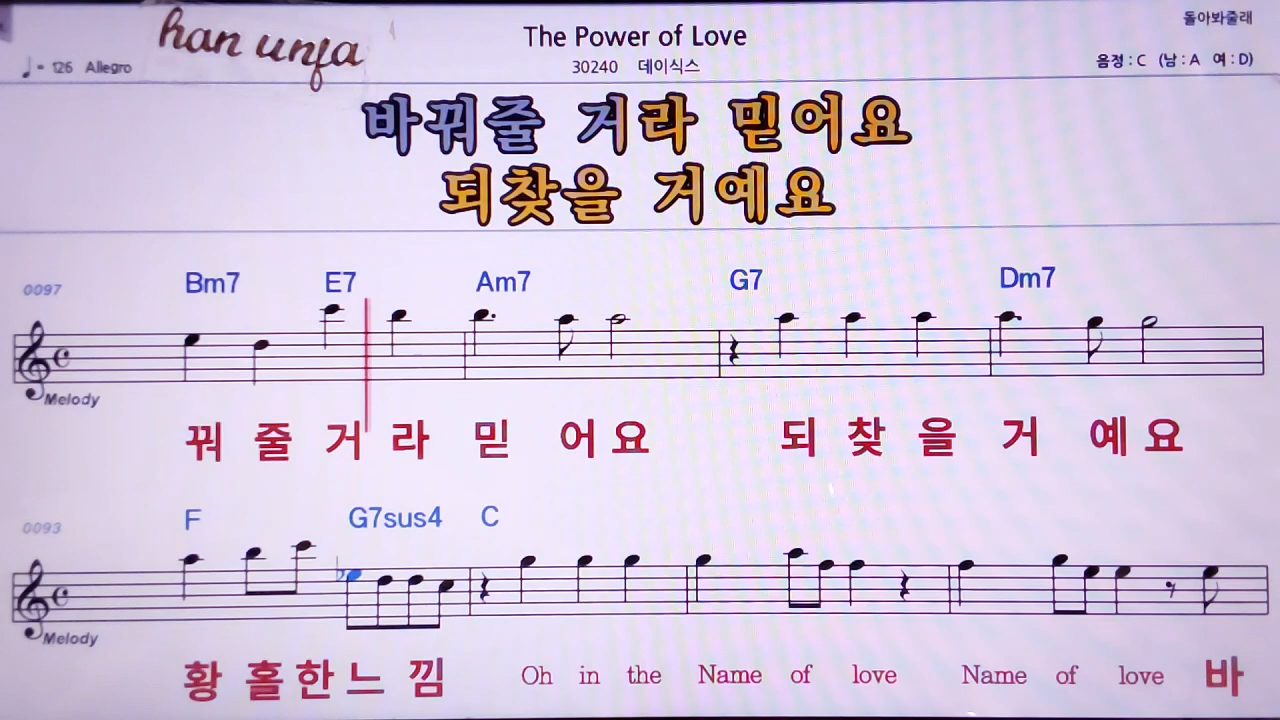 돌아봐줄래
han unfa
The Power of Love
♩= 126 Allegro
30240 데이식스
음정 : C (남 : A 여 : D)
바꿔줄 거라 믿어요
되찾을 거예요
0097
Bm7 E7 Am7 G7 Dm7
Melody
꿔 줄 거 라 믿 어 요 되 찾 을 거 예 요
0093
F G7sus4 C
Melody
황 홀 한 느 낌 Oh in the Name of love Name of love 바